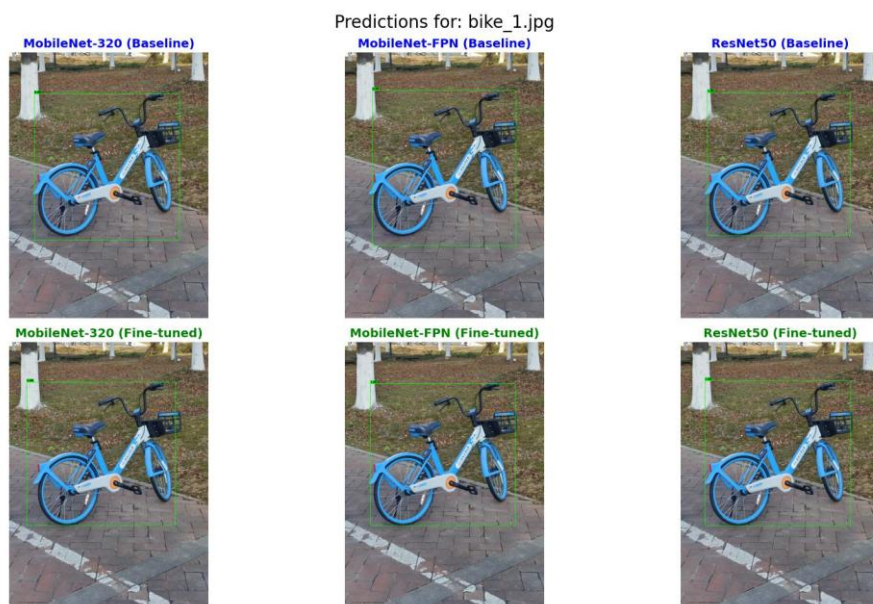 Predictions for: bike_1.jpg
MobileNet-320 (Baseline)
MobileNet-FPN (Baseline)
ResNet50 (Baseline)
MobileNet-320 (Fine-tuned)
MobileNet-FPN (Fine-tuned)
ResNet50 (Fine-tuned)